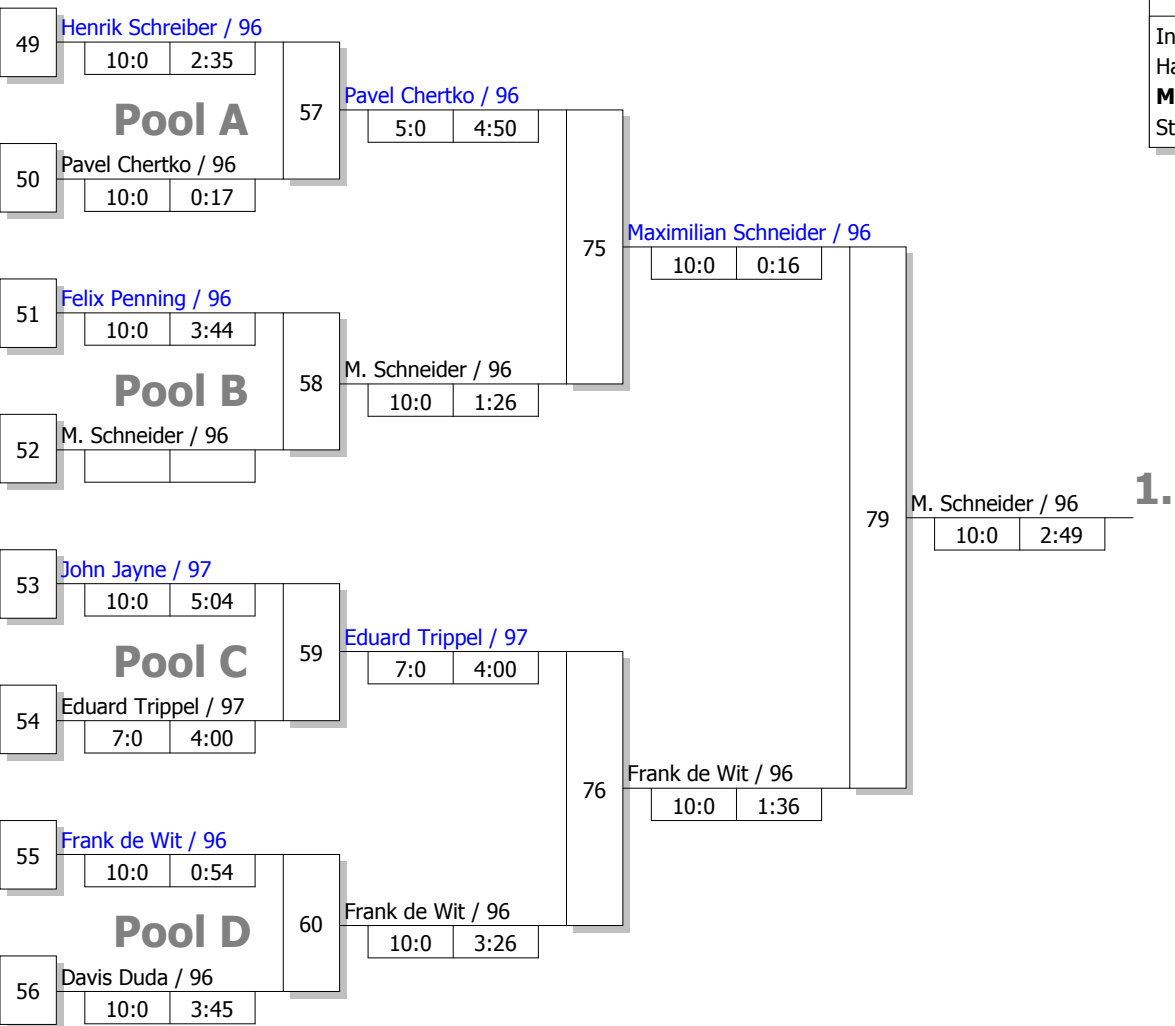 49
Henrik Schreiber / 96
10:0 2:35
Pool A
50
Pavel Chertko / 96
10:0 0:17
57
Pavel Chertko / 96
5:0 4:50
51
Felix Penning / 96
10:0 3:44
Pool B
52
M. Schneider / 96
58
M. Schneider / 96
10:0 1:26
75
Maximilian Schneider / 96
10:0 0:16
53
John Jayne / 97
10:0 5:04
Pool C
54
Eduard Trippel / 97
7:0 4:00
59
Eduard Trippel / 97
7:0 4:00
55
Frank de Wit / 96
10:0 0:54
Pool D
56
Davis Duda / 96
10:0 3:45
60
Frank de Wit / 96
10:0 3:26
76
Frank de Wit / 96
10:0 1:36
79
M. Schneider / 96
10:0 2:49
1.
In
Ha
M
St